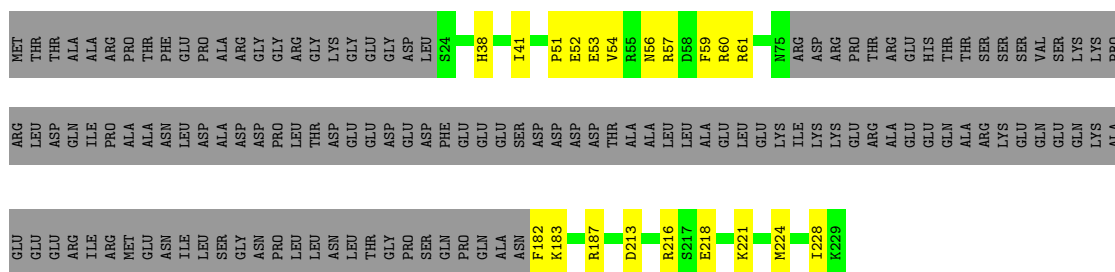 MET THR THR ALA ALA ARG PRO THR PHE GLU PRO ALA ARG GLY GLY ARG GLY LYS GLY GLU GLY ASP LEU S24 H38 I41 P51 E52 E53 V54 R55 N56 R57 D58 F59 R60 R61 N75 ARG ASP ARG PRO THR ARG GLU HIS THR THR SER SER SER VAL SER LYS LYS PRO
ARG LEU ASP GLN ILE PRO ALA ALA ASN LEU ASP ALA ASP ASP PRO LEU THR ASP GLU GLU ASP GLU ASP PHE GLU GLU GLU SER ASP ASP ASP ASP THR ALA ALA LEU LEU ALA GLU LEU GLU LYS ILE LYS LYS GLU ARG ALA GLU GLU GLN ALA ARG LYS GLU GLN GLU GLN LYS ALA
GLU GLU GLU ARG ILE ARG MET GLU ASN ILE LEU SER GLY ASN PRO LEU LEU ASN LEU THR GLY PRO SER GLN PRO GLN ALA ASN F182 K183 R187 D213 R216 S217 E218 K221 M224 I228 K229